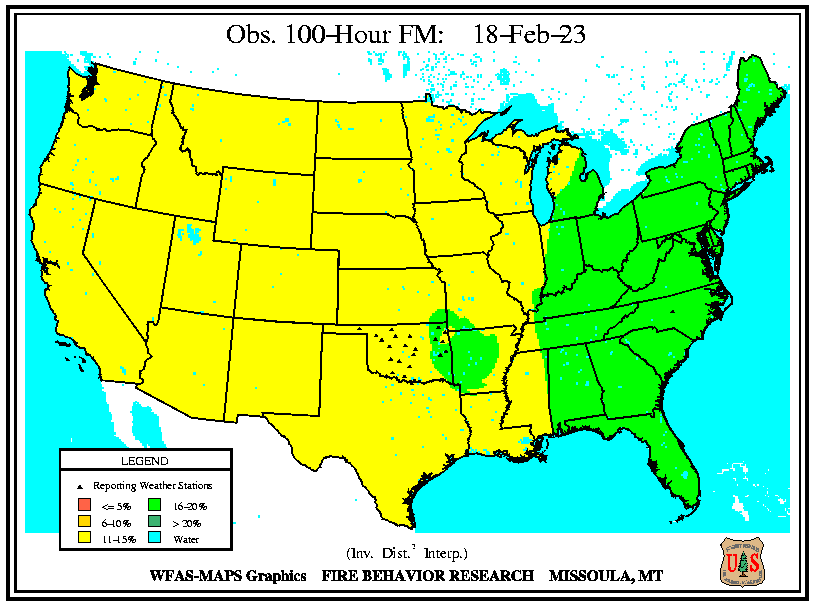 Obs. 100-Hour FM: 18-Feb-23
LEGEND
Reporting Weather Stations
<= 5% 16-20%
6-10% > 20%
11-15% Water
(Inv. Dist.² Interp.)
WFAS-MAPS Graphics FIRE BEHAVIOR RESEARCH MISSOULA, MT
U S